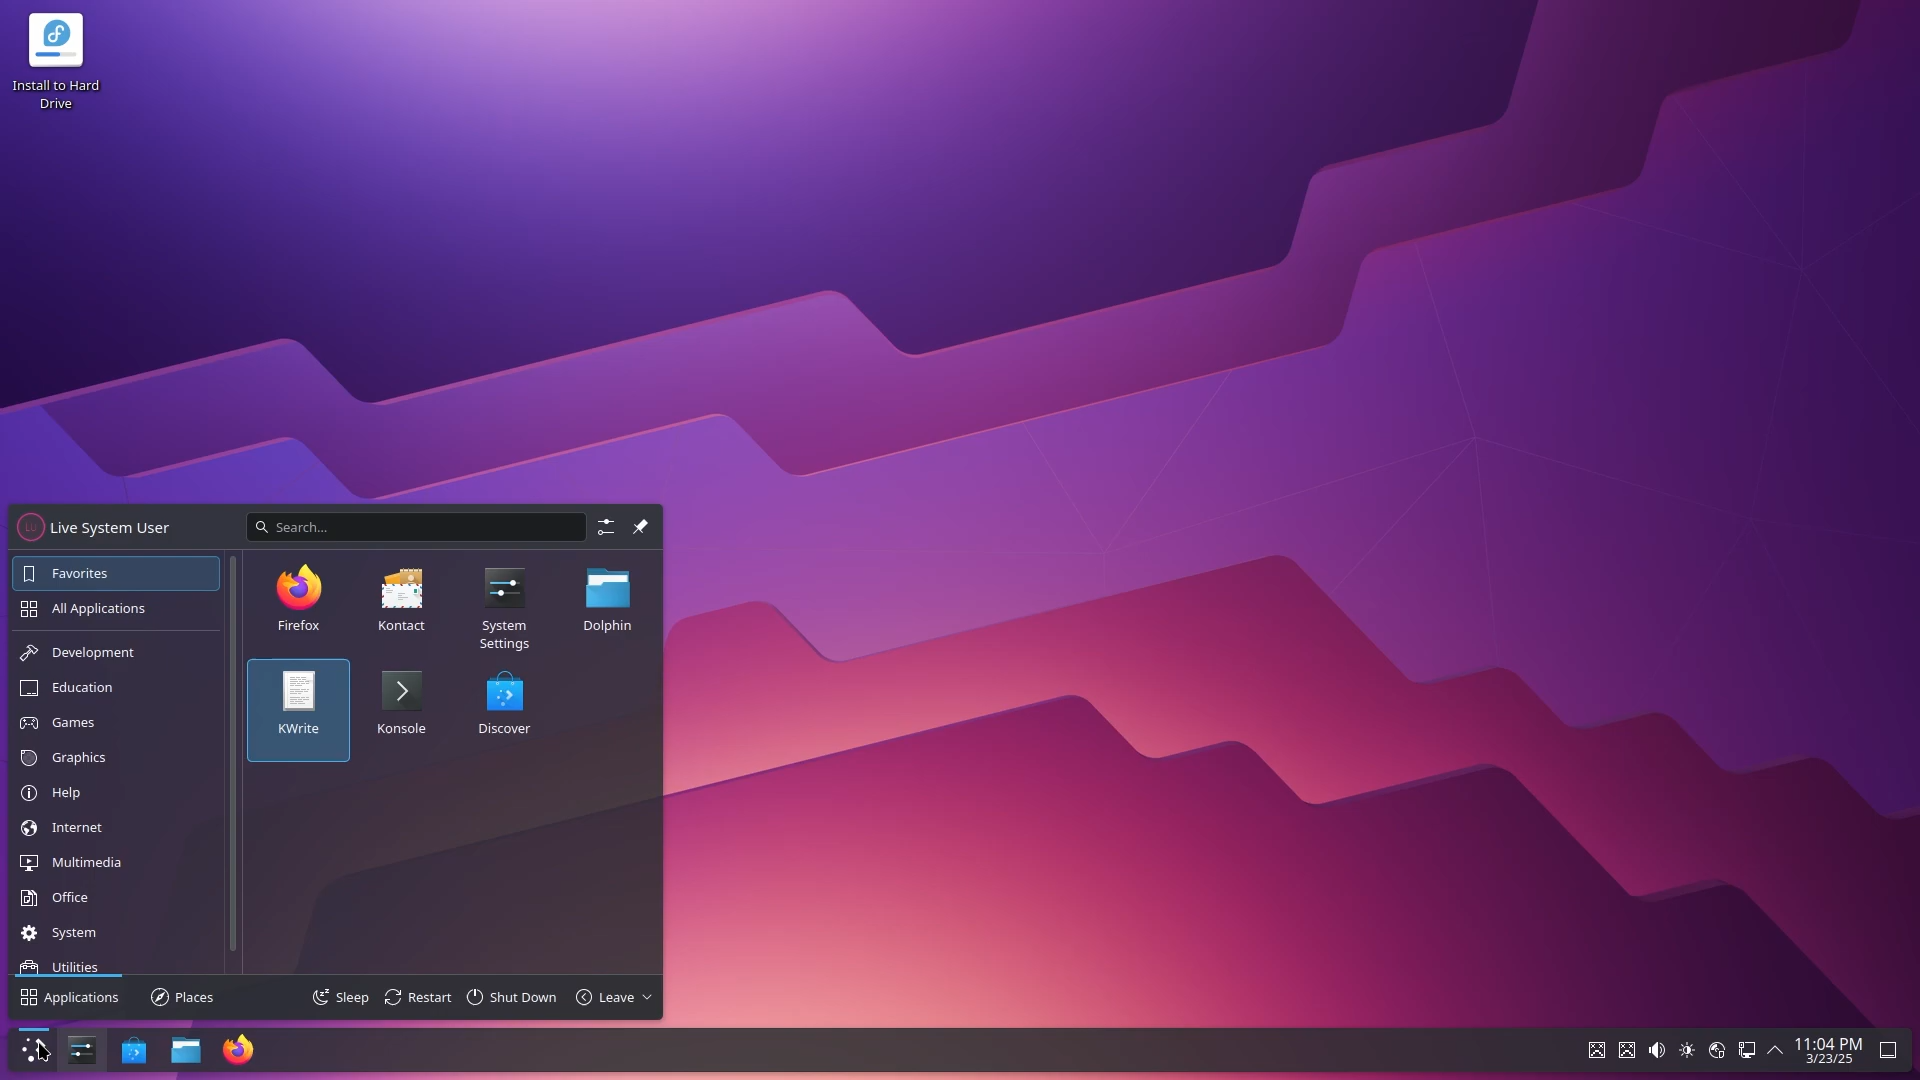 Install to Hard
Drive
LU
Live System User
Search...
Favorites
All Applications
Development
Education
Games
Graphics
Help
Internet
Multimedia
Office
System
Utilities
Firefox
Kontact
System
Settings
Dolphin
KWrite
Konsole
Discover
Applications
Places
Sleep
Restart
Shut Down
Leave
11:04 PM
3/23/25